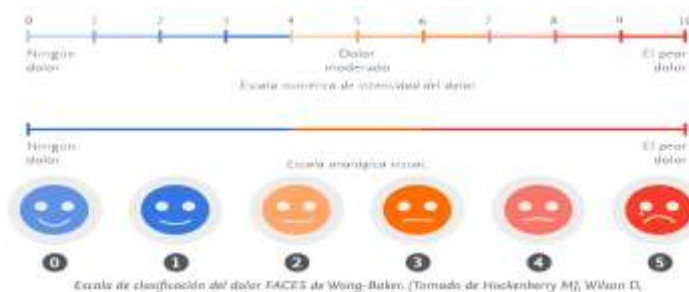 0 1 2 3 4 5 6 7 8 9 10
Ningún Dolor El peor
dolor moderado dolor
Escala numérica de intensidad del dolor.
Ningún El peor
dolor dolor
Escala analógica visual.
0 1 2 3 4 5
Escala de clasificación del dolor FACES de Wong-Baker. (Tomado de Hockenberry MJ, Wilson D,